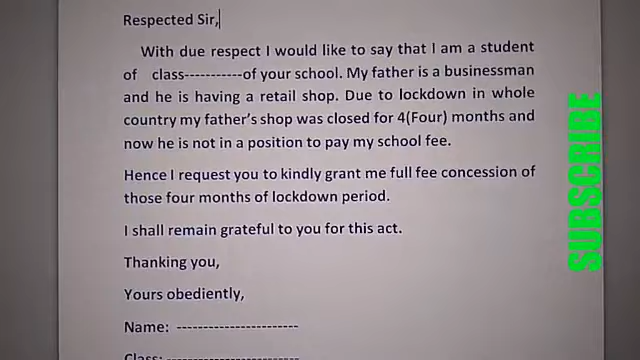 Respected Sir,
With due respect I would like to say that I am a student
of class-----------of your school. My father is a businessman
and he is having a retail shop. Due to lockdown in whole
country my father's shop was closed for 4(Four) months and
now he is not in a position to pay my school fee.
Hence I request you to kindly grant me full fee concession of
those four months of lockdown period.
I shall remain grateful to you for this act.
Thanking you,
Yours obediently,
Name: -----------------------
Class: -------------------------
SUBSCRIBE